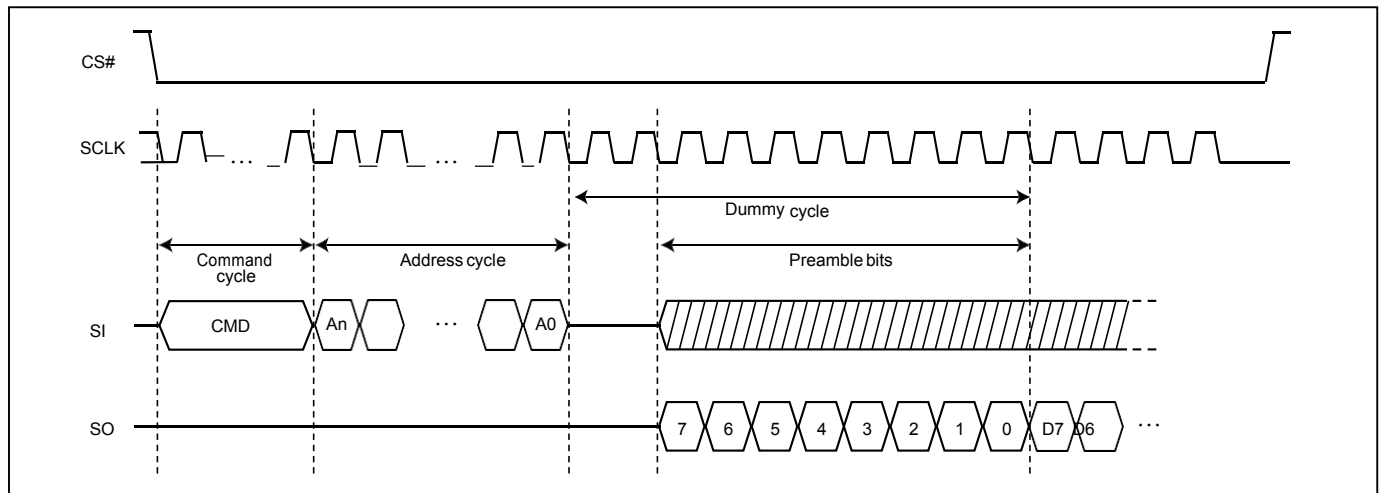 CS#
SCLK
... ...
Dummy cycle
Command
cycle
Address cycle
Preamble bits
SI
CMD
An
...
A0
SO
7 6 5 4 3 2 1 0 D7 D6 ...